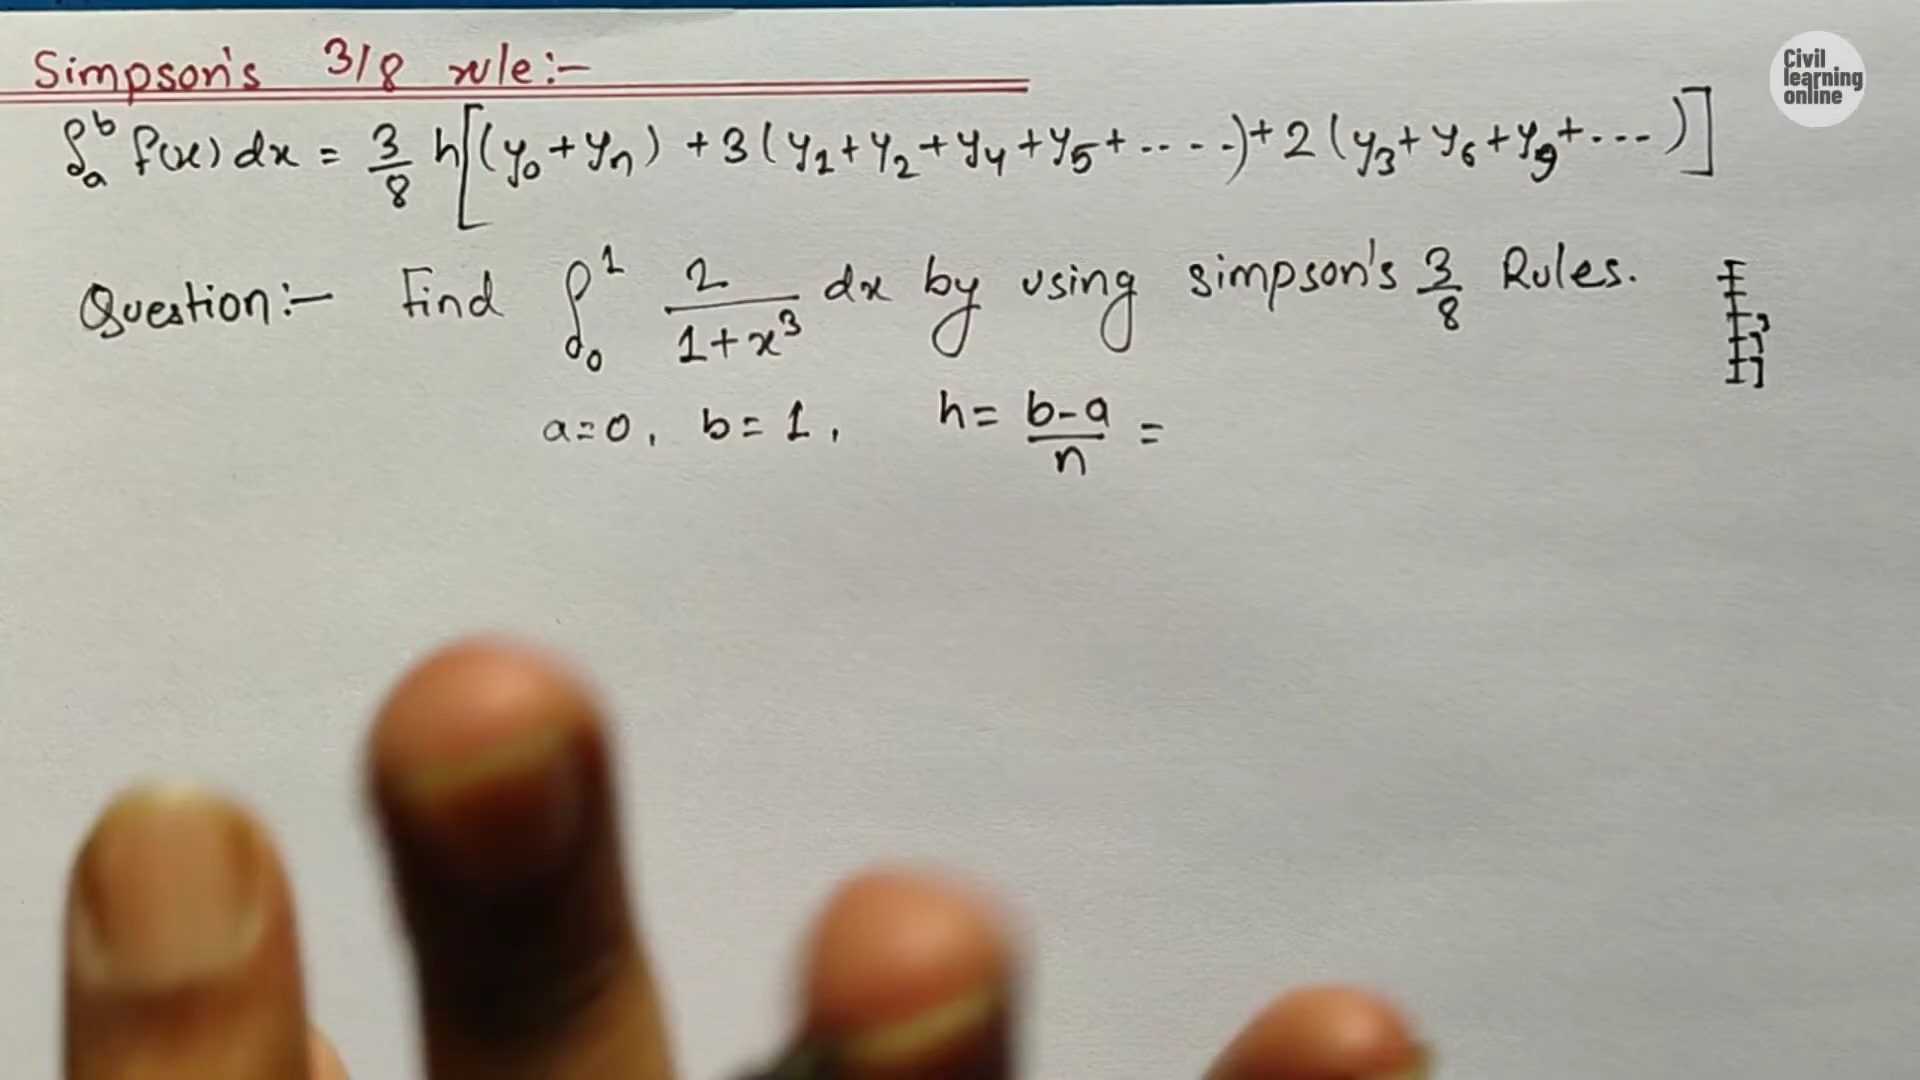 Simpson's 3/8 rule:-
∫ₐᵇ f(x) dx = 3/8 h[(y₀ + yₙ) + 3(y₁ + y₂ + y₄ + y₅ + .....) + 2(y₃ + y₆ + y₉ + ...)]
Question:- Find ∫₀¹ 2/(1+x³) dx by using simpson's 3/8 Rules.
a=0, b=1, h = (b-a)/n =
Civil
learning
online